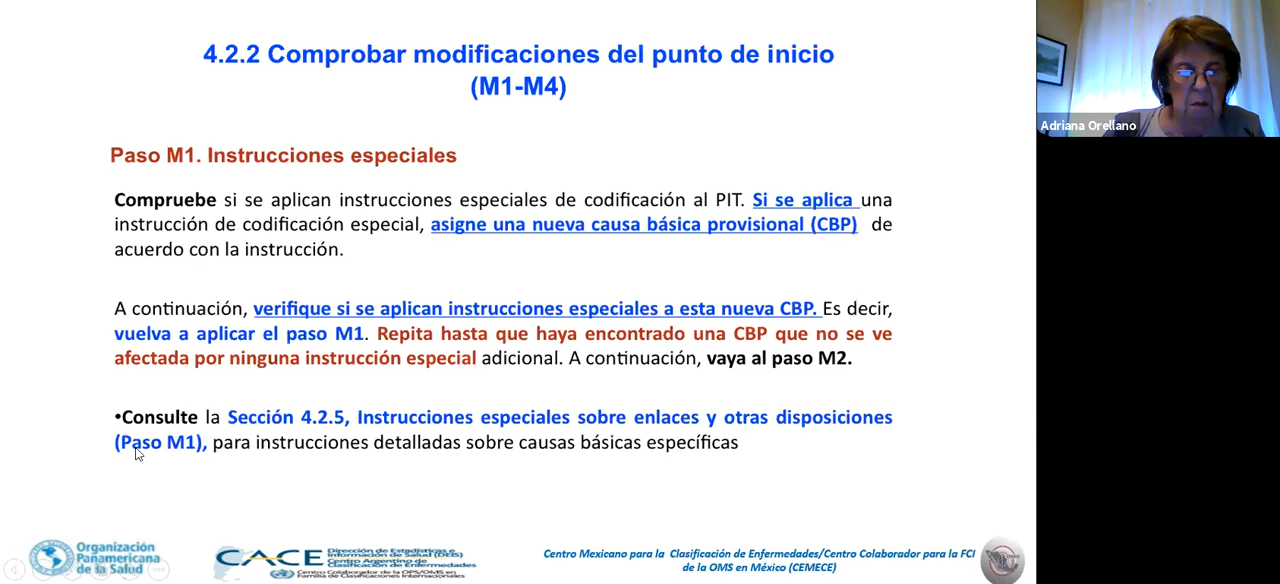 4.2.2 Comprobar modificaciones del punto de inicio
(M1-M4)
Paso M1. Instrucciones especiales
Compruebe si se aplican instrucciones especiales de codificación al PIT. Si se aplica una
instrucción de codificación especial, asigne una nueva causa básica provisional (CBP) de
acuerdo con la instrucción.
A continuación, verifique si se aplican instrucciones especiales a esta nueva CBP. Es decir,
vuelva a aplicar el paso M1. Repita hasta que haya encontrado una CBP que no se ve
afectada por ninguna instrucción especial adicional. A continuación, vaya al paso M2.
•Consulte la Sección 4.2.5, Instrucciones especiales sobre enlaces y otras disposiciones
(Paso M1), para instrucciones detalladas sobre causas básicas específicas
Adriana Orellano
Organización
Panamericana
de la Salud
CACE
Dirección de Estadísticas e
Información de Salud (DEIS)
Centro Argentino de
Clasificación de Enfermedades
Centro Colaborador de la OPS/OMS en
Familia de Clasificaciones Internacionales
Centro Mexicano para la Clasificación de Enfermedades/Centro Colaborador para la FCI
de la OMS en México (CEMECE)